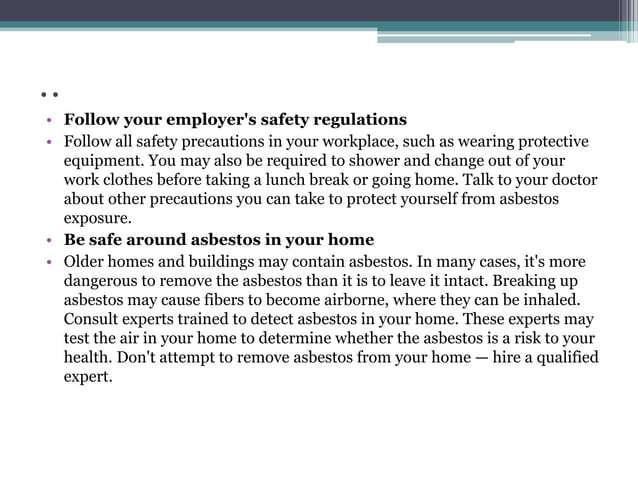 ..
• Follow your employer's safety regulations
• Follow all safety precautions in your workplace, such as wearing protective
equipment. You may also be required to shower and change out of your
work clothes before taking a lunch break or going home. Talk to your doctor
about other precautions you can take to protect yourself from asbestos
exposure.
• Be safe around asbestos in your home
• Older homes and buildings may contain asbestos. In many cases, it's more
dangerous to remove the asbestos than it is to leave it intact. Breaking up
asbestos may cause fibers to become airborne, where they can be inhaled.
Consult experts trained to detect asbestos in your home. These experts may
test the air in your home to determine whether the asbestos is a risk to your
health. Don't attempt to remove asbestos from your home — hire a qualified
expert.